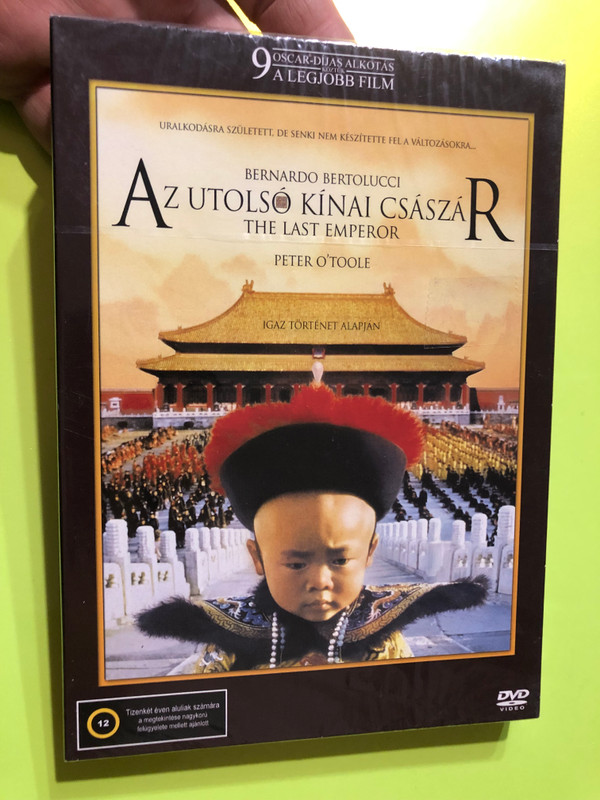 9 OSCAR-DÍJAS ALKOTÁS
KÖZTÜK
A LEGJOBB FILM
URALKODÁSRA SZÜLETETT, DE SENKI NEM KÉSZÍTETTE FEL A VÁLTOZÁSOKRA...
BERNARDO BERTOLUCCI
AZ UTOLSÓ KÍNAI CSÁSZÁR
THE LAST EMPEROR
PETER O'TOOLE
IGAZ TÖRTÉNET ALAPJÁN
12
Tizenkét éven aluliak számára
a megtekintése nagykorú
felügyelete mellett ajánlott
DVD
VIDEO